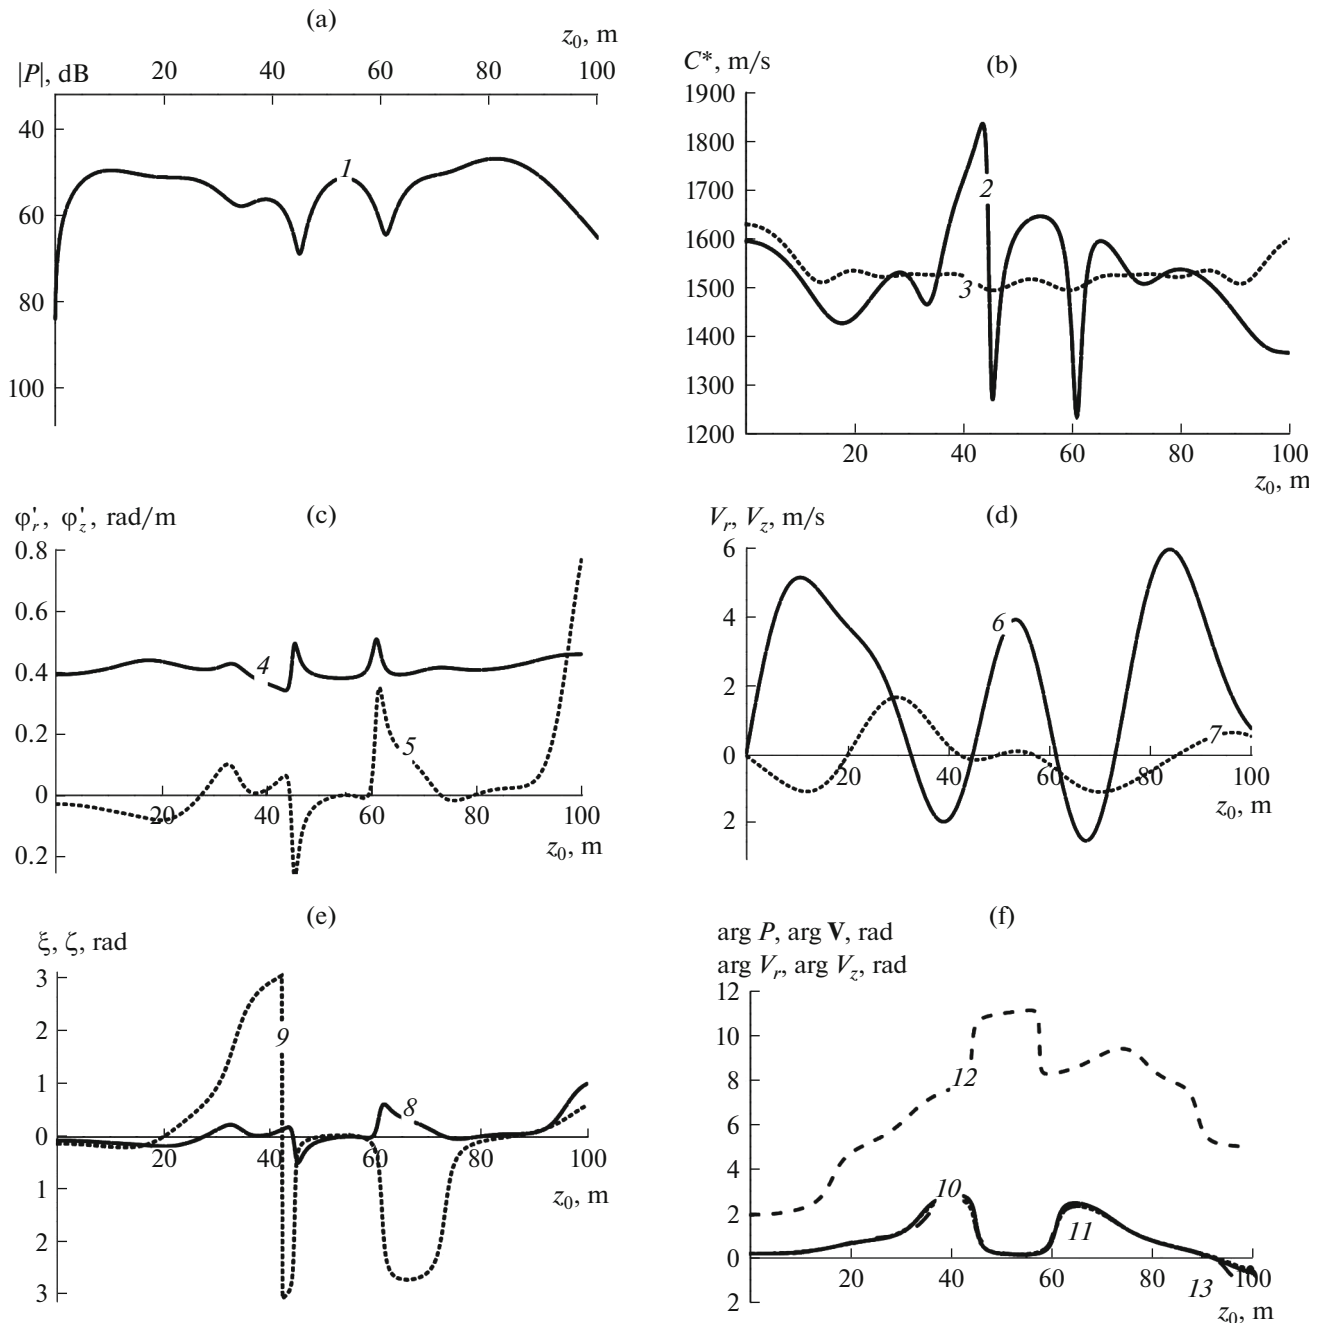 (a)
z₀, m
|P|, dB 20 40 60 80 100
40
60
80
100
1
C*, m/s (b)
1900
1800
1700
1600
1500
1400
1300
1200
2
3
20 40 60 80 100
z₀, m
φ'ᵣ, φ'z, rad/m (c)
0.8
0.6
0.4
0.2
0
0.2
4
5
20 40 60 80 100
z₀, m
Vᵣ, Vz, m/s (d)
6
4
2
0
2
6
7
20 40 60 80 100
z₀, m
(e)
ξ, ζ, rad
3
2
1
0
1
2
3
9
8
20 40 60 80 100
z₀, m
(f)
arg P, arg V, rad
arg Vᵣ, arg Vz, rad
12
10
8
6
4
2
0
2
12
10
11
13
20 40 60 80 100
z₀, m